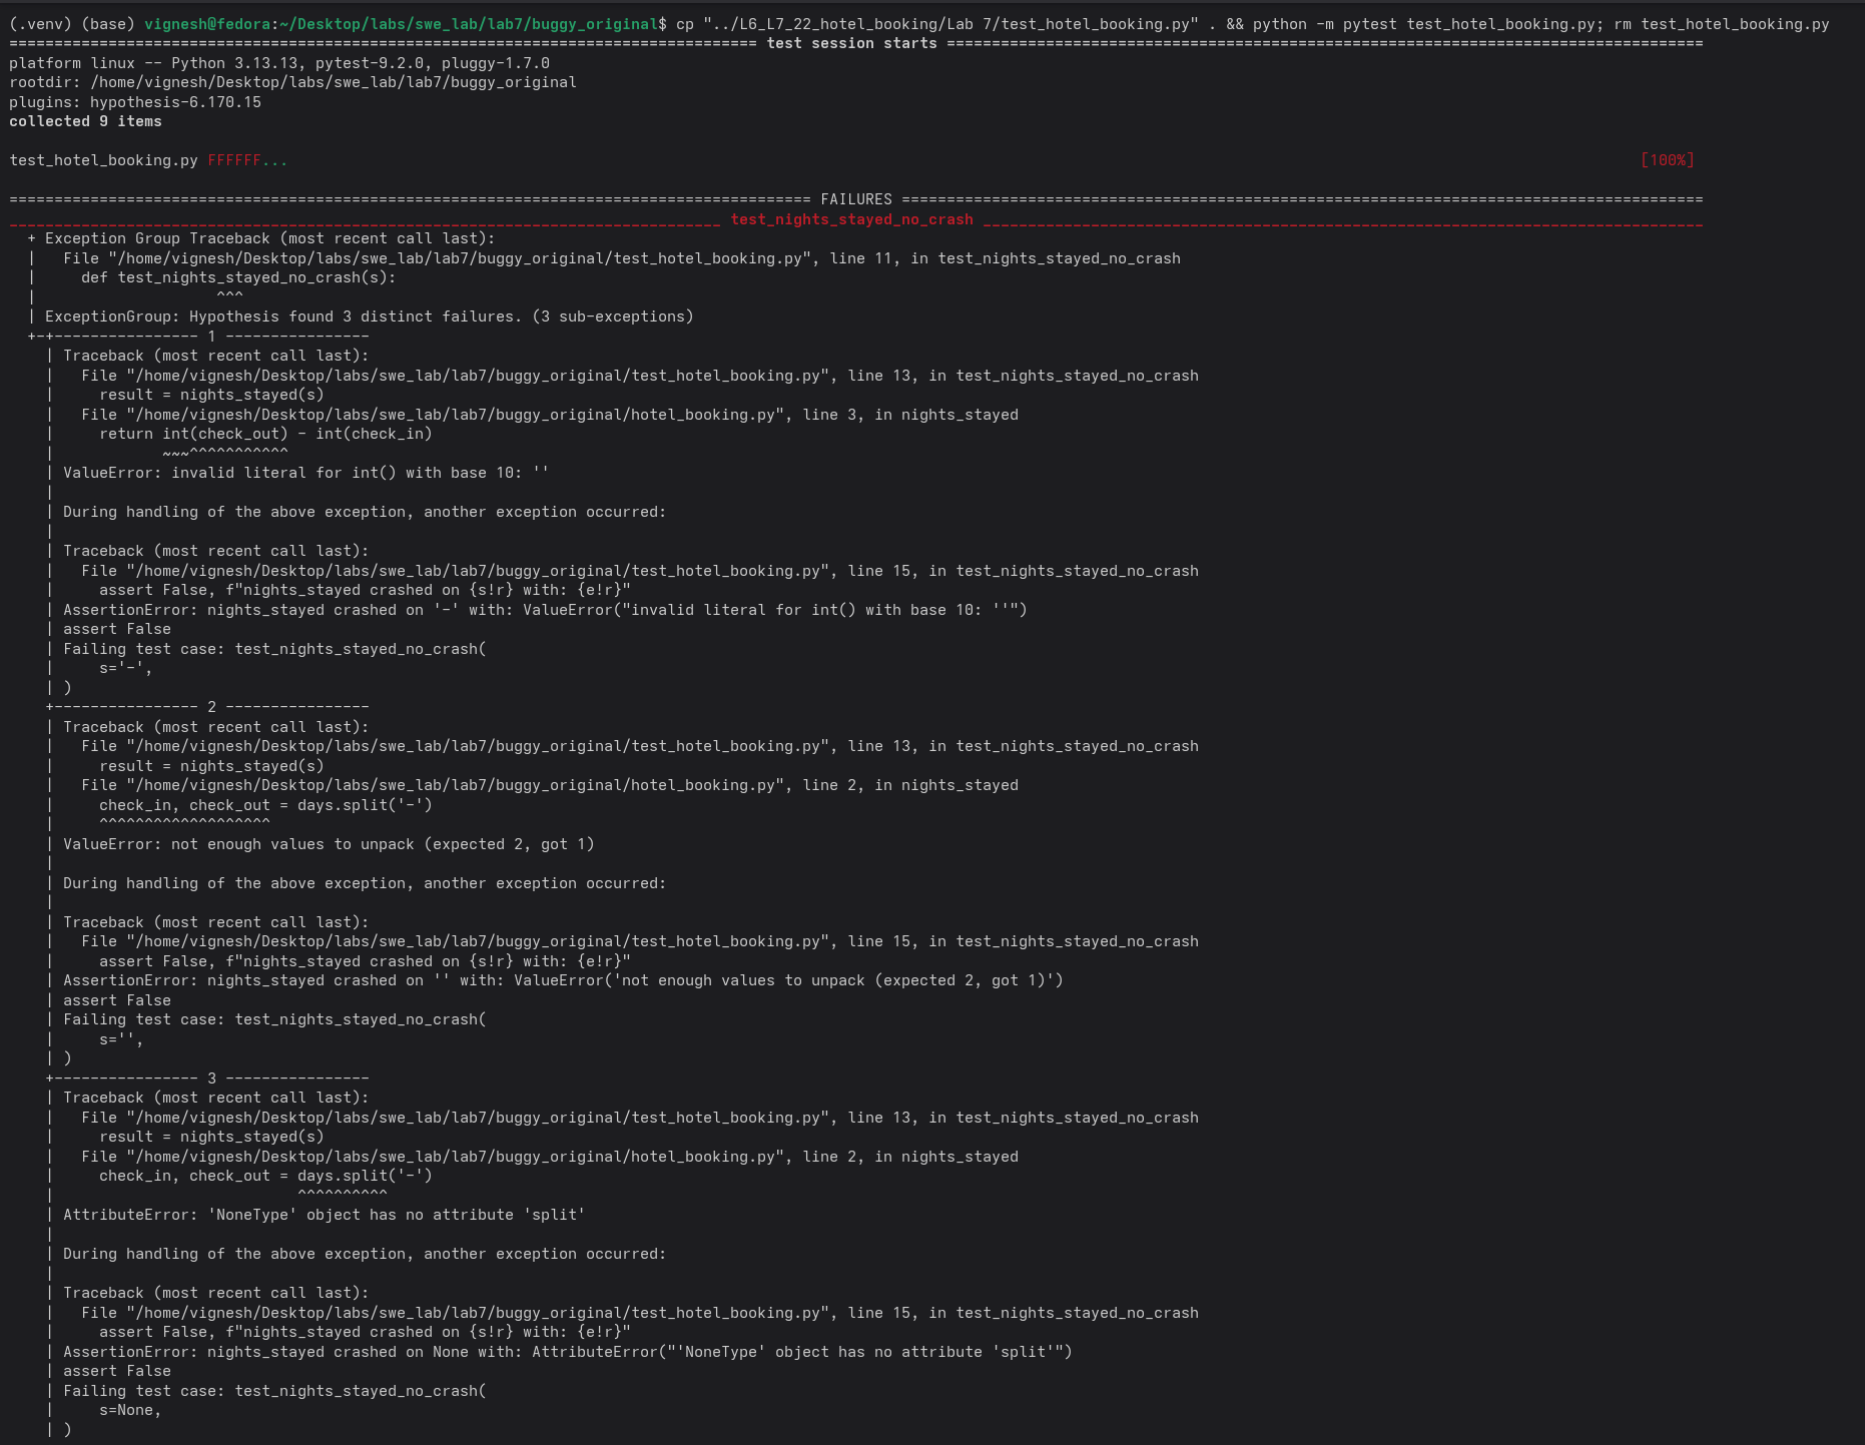 (.venv) (base) vignesh@fedora:~/Desktop/labs/swe_lab/lab7/buggy_original$ cp "../L6_L7_22_hotel_booking/Lab 7/test_hotel_booking.py" . && python -m pytest test_hotel_booking.py; rm test_hotel_booking.py
=================================================================================== test session starts ====================================================================================
platform linux -- Python 3.13.13, pytest-9.2.0, pluggy-1.7.0
rootdir: /home/vignesh/Desktop/labs/swe_lab/lab7/buggy_original
plugins: hypothesis-6.170.15
collected 9 items

test_hotel_booking.py FFFFFF... [100%]

========================================================================================= FAILURES =========================================================================================
_______________________________________________________________________________ test_nights_stayed_no_crash ________________________________________________________________________________
  + Exception Group Traceback (most recent call last):
  |   File "/home/vignesh/Desktop/labs/swe_lab/lab7/buggy_original/test_hotel_booking.py", line 11, in test_nights_stayed_no_crash
  |     def test_nights_stayed_no_crash(s):
  |                    ^^^
  | ExceptionGroup: Hypothesis found 3 distinct failures. (3 sub-exceptions)
  +-+---------------- 1 ----------------
    | Traceback (most recent call last):
    |   File "/home/vignesh/Desktop/labs/swe_lab/lab7/buggy_original/test_hotel_booking.py", line 13, in test_nights_stayed_no_crash
    |     result = nights_stayed(s)
    |   File "/home/vignesh/Desktop/labs/swe_lab/lab7/buggy_original/hotel_booking.py", line 3, in nights_stayed
    |     return int(check_out) - int(check_in)
    |            ~~~^^^^^^^^^^^
    | ValueError: invalid literal for int() with base 10: ''
    |
    | During handling of the above exception, another exception occurred:
    |
    | Traceback (most recent call last):
    |   File "/home/vignesh/Desktop/labs/swe_lab/lab7/buggy_original/test_hotel_booking.py", line 15, in test_nights_stayed_no_crash
    |     assert False, f"nights_stayed crashed on {s!r} with: {e!r}"
    | AssertionError: nights_stayed crashed on '-' with: ValueError("invalid literal for int() with base 10: ''")
    | assert False
    | Failing test case: test_nights_stayed_no_crash(
    |     s='-',
    | )
    +---------------- 2 ----------------
    | Traceback (most recent call last):
    |   File "/home/vignesh/Desktop/labs/swe_lab/lab7/buggy_original/test_hotel_booking.py", line 13, in test_nights_stayed_no_crash
    |     result = nights_stayed(s)
    |   File "/home/vignesh/Desktop/labs/swe_lab/lab7/buggy_original/hotel_booking.py", line 2, in nights_stayed
    |     check_in, check_out = days.split('-')
    |     ^^^^^^^^^^^^^^^^^^^
    | ValueError: not enough values to unpack (expected 2, got 1)
    |
    | During handling of the above exception, another exception occurred:
    |
    | Traceback (most recent call last):
    |   File "/home/vignesh/Desktop/labs/swe_lab/lab7/buggy_original/test_hotel_booking.py", line 15, in test_nights_stayed_no_crash
    |     assert False, f"nights_stayed crashed on {s!r} with: {e!r}"
    | AssertionError: nights_stayed crashed on '' with: ValueError('not enough values to unpack (expected 2, got 1)')
    | assert False
    | Failing test case: test_nights_stayed_no_crash(
    |     s='',
    | )
    +---------------- 3 ----------------
    | Traceback (most recent call last):
    |   File "/home/vignesh/Desktop/labs/swe_lab/lab7/buggy_original/test_hotel_booking.py", line 13, in test_nights_stayed_no_crash
    |     result = nights_stayed(s)
    |   File "/home/vignesh/Desktop/labs/swe_lab/lab7/buggy_original/hotel_booking.py", line 2, in nights_stayed
    |     check_in, check_out = days.split('-')
    |                           ^^^^^^^^^^
    | AttributeError: 'NoneType' object has no attribute 'split'
    |
    | During handling of the above exception, another exception occurred:
    |
    | Traceback (most recent call last):
    |   File "/home/vignesh/Desktop/labs/swe_lab/lab7/buggy_original/test_hotel_booking.py", line 15, in test_nights_stayed_no_crash
    |     assert False, f"nights_stayed crashed on {s!r} with: {e!r}"
    | AssertionError: nights_stayed crashed on None with: AttributeError("'NoneType' object has no attribute 'split'")
    | assert False
    | Failing test case: test_nights_stayed_no_crash(
    |     s=None,
    | )